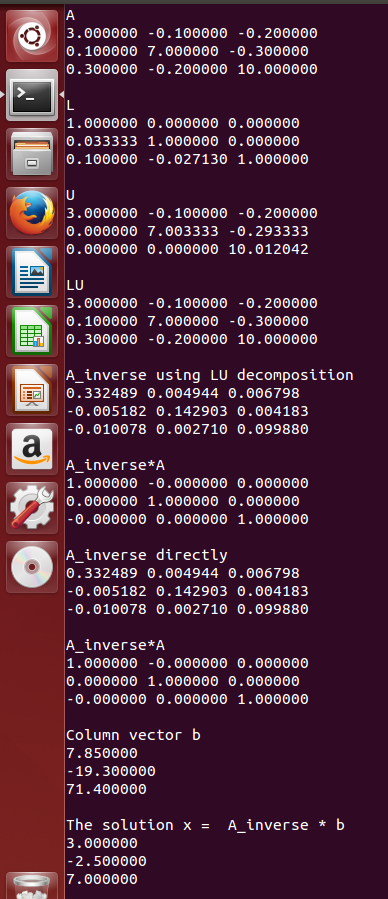 A
3.000000 -0.100000 -0.200000
0.100000 7.000000 -0.300000
0.300000 -0.200000 10.000000
L
1.000000 0.000000 0.000000
0.033333 1.000000 0.000000
0.100000 -0.027130 1.000000
U
3.000000 -0.100000 -0.200000
0.000000 7.003333 -0.293333
0.000000 0.000000 10.012042
LU
3.000000 -0.100000 -0.200000
0.100000 7.000000 -0.300000
0.300000 -0.200000 10.000000
A_inverse using LU decomposition
0.332489 0.004944 0.006798
-0.005182 0.142903 0.004183
-0.010078 0.002710 0.099880
A_inverse*A
1.000000 -0.000000 0.000000
0.000000 1.000000 0.000000
-0.000000 0.000000 1.000000
A_inverse directly
0.332489 0.004944 0.006798
-0.005182 0.142903 0.004183
-0.010078 0.002710 0.099880
A_inverse*A
1.000000 -0.000000 0.000000
0.000000 1.000000 0.000000
-0.000000 0.000000 1.000000
Column vector b
7.850000
-19.300000
71.400000
The solution x =  A_inverse * b
3.000000
-2.500000
7.000000